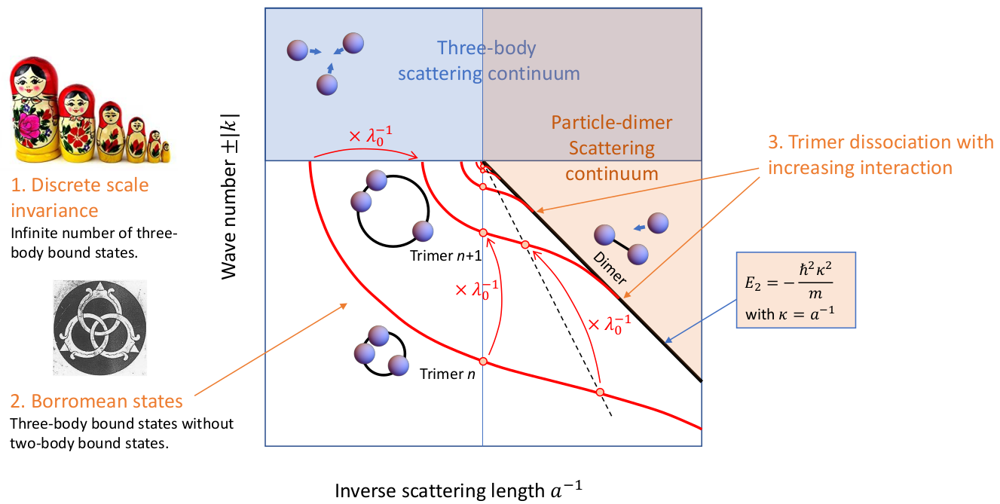 Three-body
scattering continuum
Wave number ±|k|
× λ₀⁻¹
Particle-dimer
Scattering
continuum
3. Trimer dissociation with
increasing interaction
1. Discrete scale
invariance
Infinite number of three-
body bound states.
Trimer n+1
Dimer
× λ₀⁻¹
× λ₀⁻¹
E₂ = − ħ²κ²/m
with κ = a⁻¹
Trimer n
2. Borromean states
Three-body bound states without
two-body bound states.
Inverse scattering length a⁻¹